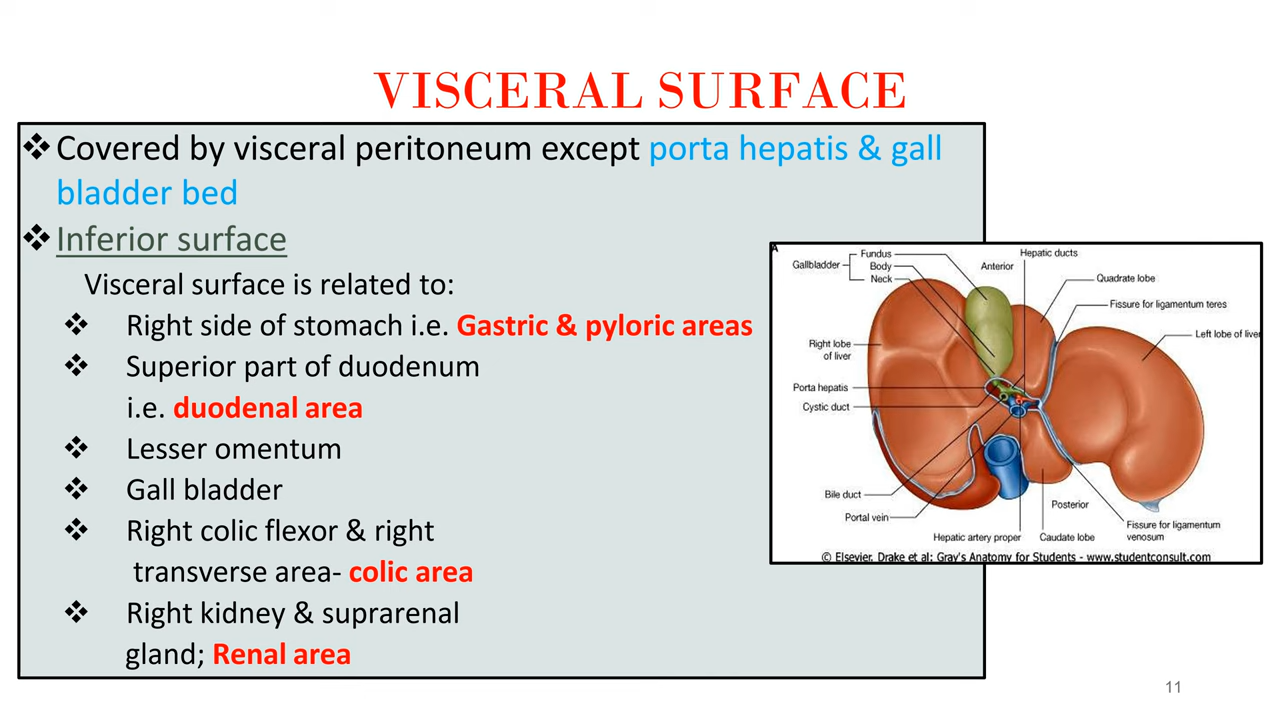 VISCERAL SURFACE
❖ Covered by visceral peritoneum except porta hepatis & gall
bladder bed
❖ Inferior surface
Visceral surface is related to:
❖ Right side of stomach i.e. Gastric & pyloric areas
❖ Superior part of duodenum
i.e. duodenal area
❖ Lesser omentum
❖ Gall bladder
❖ Right colic flexor & right
transverse area- colic area
❖ Right kidney & suprarenal
gland; Renal area
A
Gallbladder
Fundus
Body
Neck
Anterior
Hepatic ducts
Quadrate lobe
Fissure for ligamentum teres
Left lobe of liver
Right lobe
of liver
Porta hepatis
Cystic duct
Bile duct
Portal vein
Hepatic artery proper
Caudate lobe
Posterior
Fissure for ligamentum
venosum
© Elsevier. Drake et al: Gray's Anatomy for Students - www.studentconsult.com
11